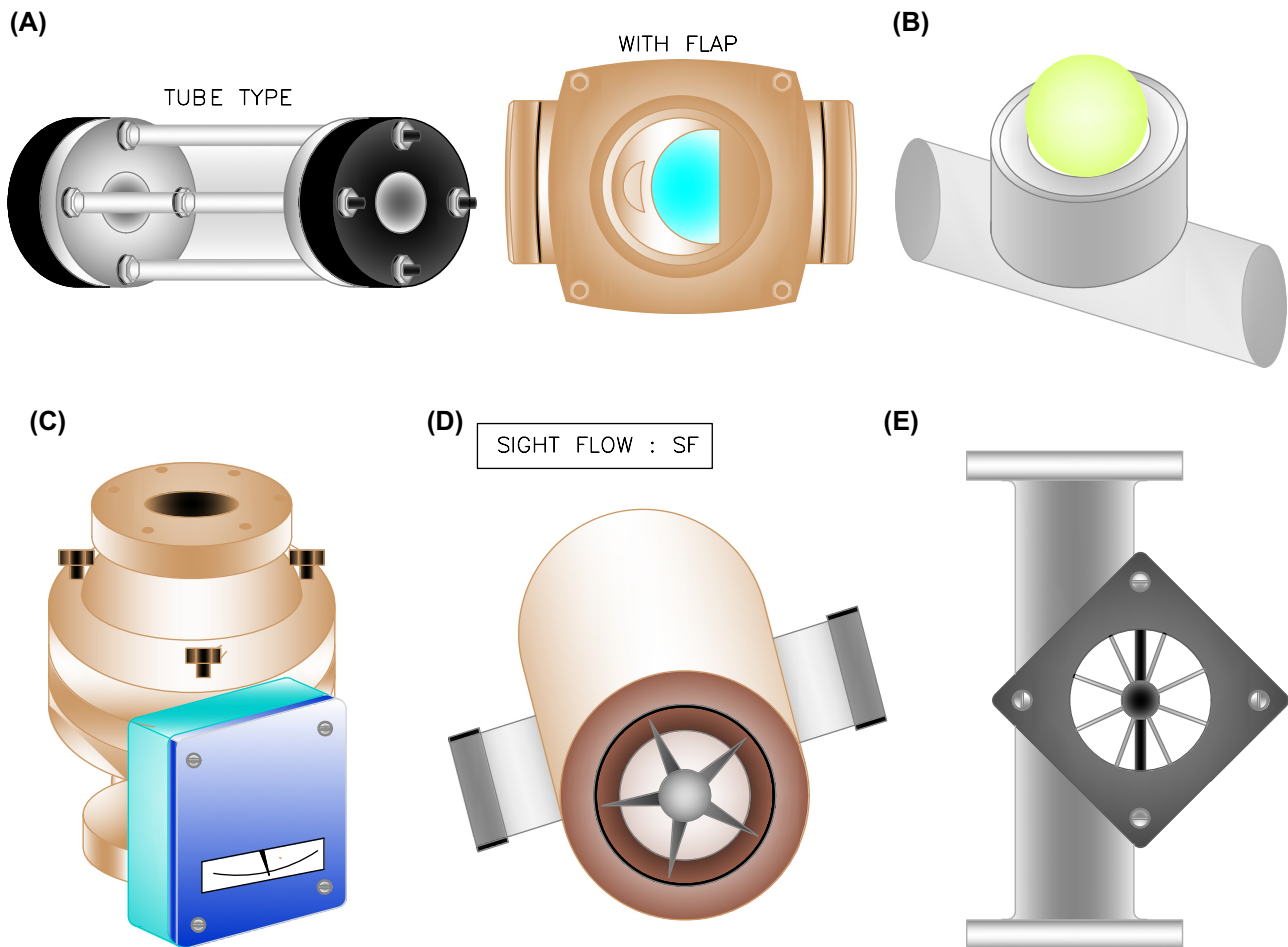 (A)
TUBE TYPE
WITH FLAP
(B)
(C)
(D)
SIGHT FLOW : SF
(E)